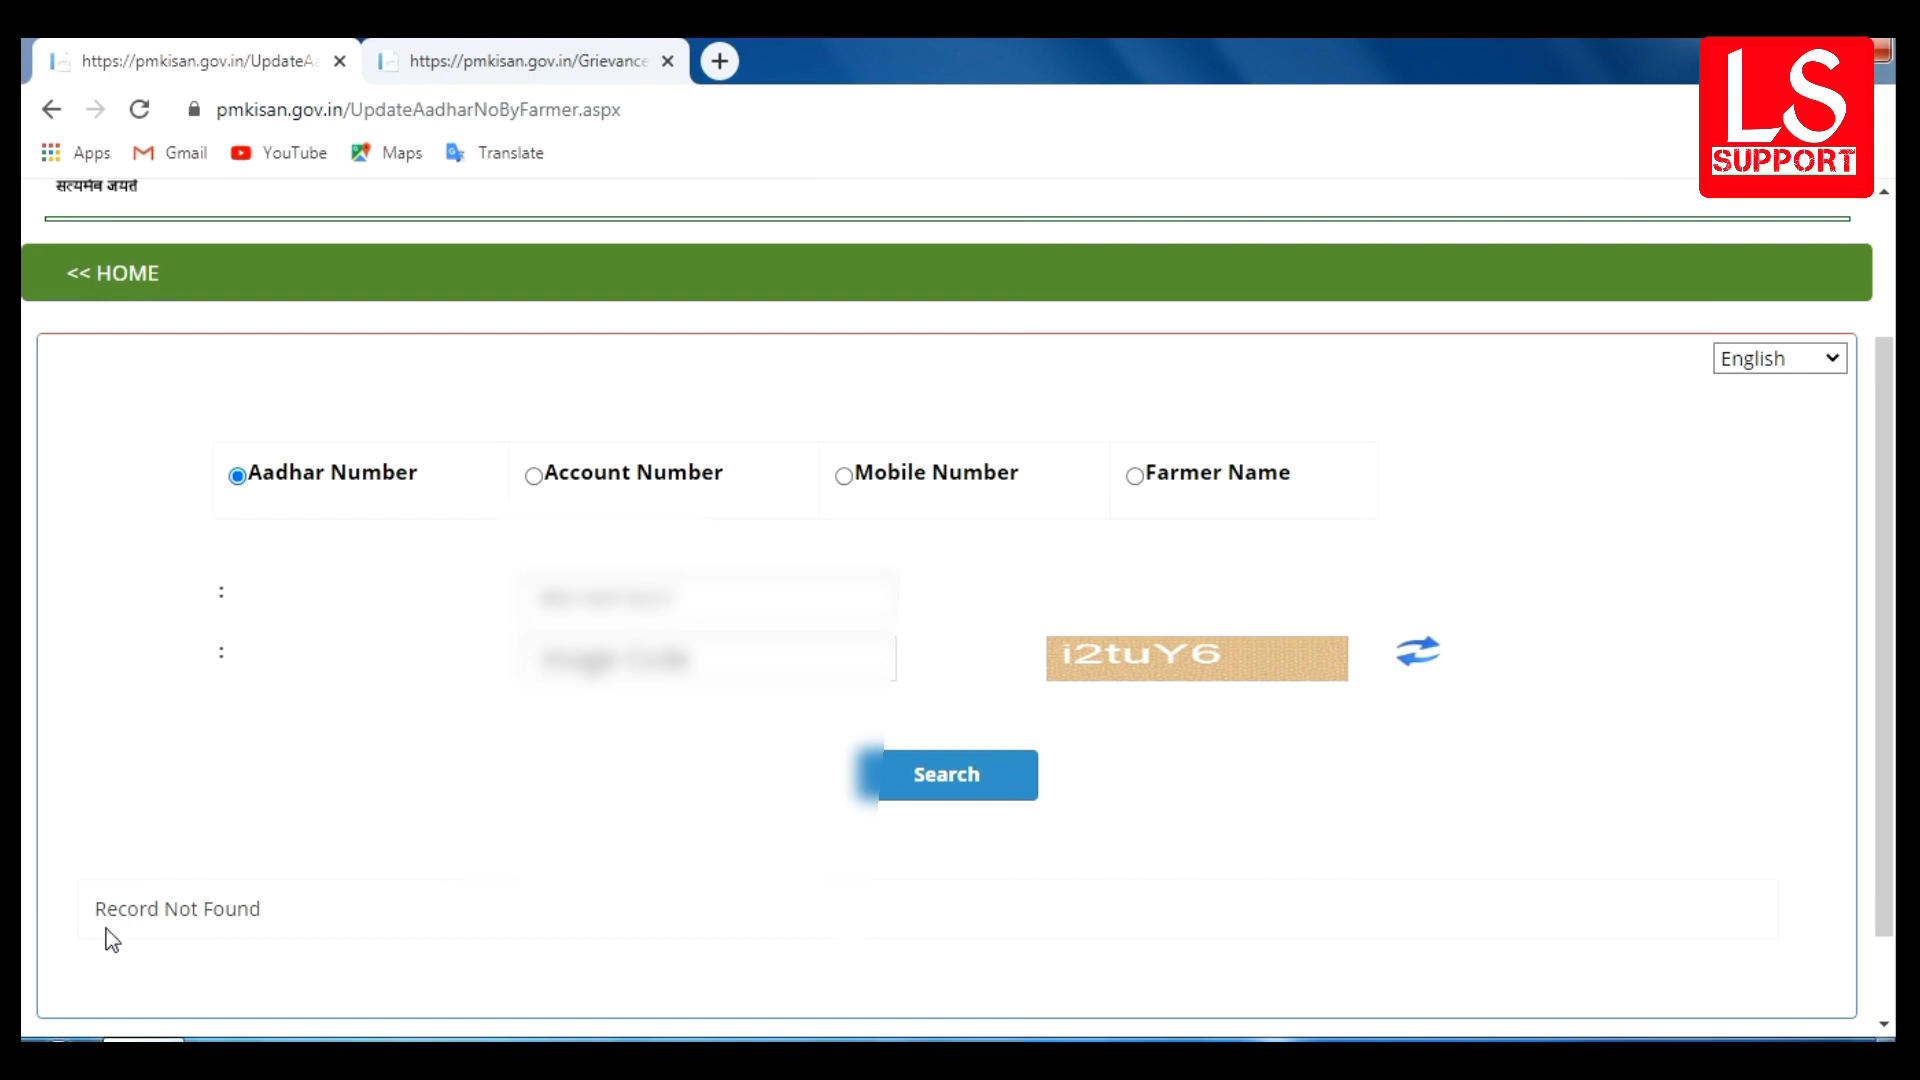 https://pmkisan.gov.in/UpdateA
https://pmkisan.gov.in/Grievance
pmkisan.gov.in/UpdateAadharNoByFarmer.aspx
LS
SUPPORT
Apps
Gmail
YouTube
Maps
Translate
सत्यमेव जयते
<< HOME
English
Aadhar Number
Account Number
Mobile Number
Farmer Name
:
:
Image Code
i2tuY6
Search
Record Not Found